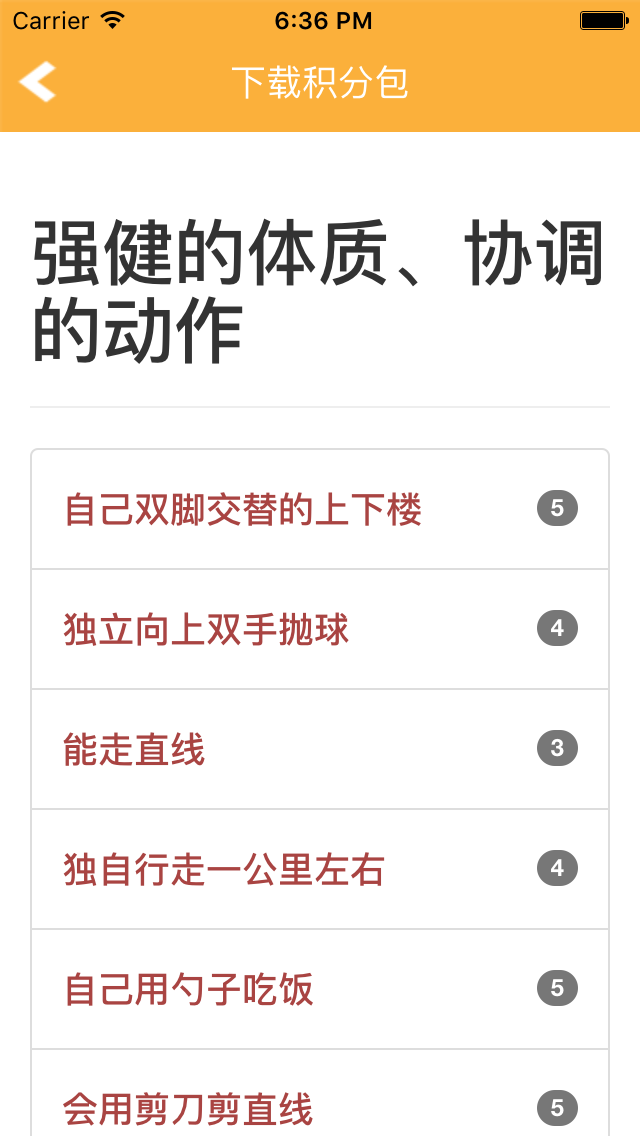 Carrier 6:36 PM
下载积分包
强健的体质、协调
的动作
自己双脚交替的上下楼 5
独立向上双手抛球 4
能走直线 3
独自行走一公里左右 4
自己用勺子吃饭 5
会用剪刀剪直线 5